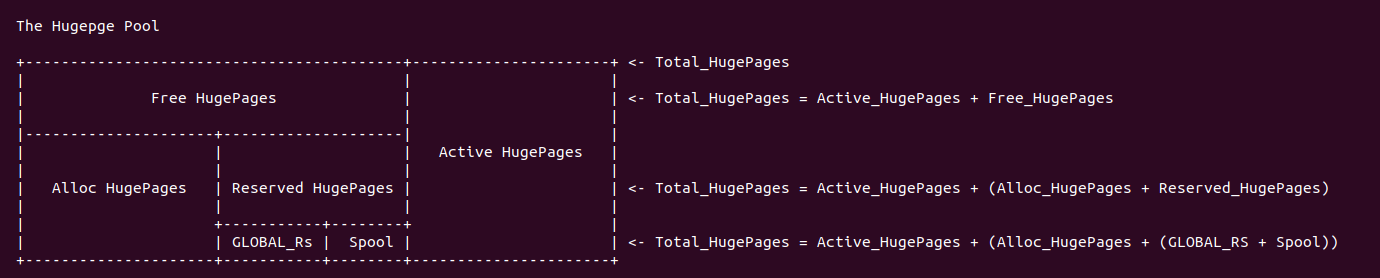 The Hugepge Pool
<- Total_HugePages
Free HugePages <- Total_HugePages = Active_HugePages + Free_HugePages
Active HugePages
Alloc HugePages Reserved HugePages <- Total_HugePages = Active_HugePages + (Alloc_HugePages + Reserved_HugePages)
GLOBAL_Rs Spool <- Total_HugePages = Active_HugePages + (Alloc_HugePages + (GLOBAL_RS + Spool))